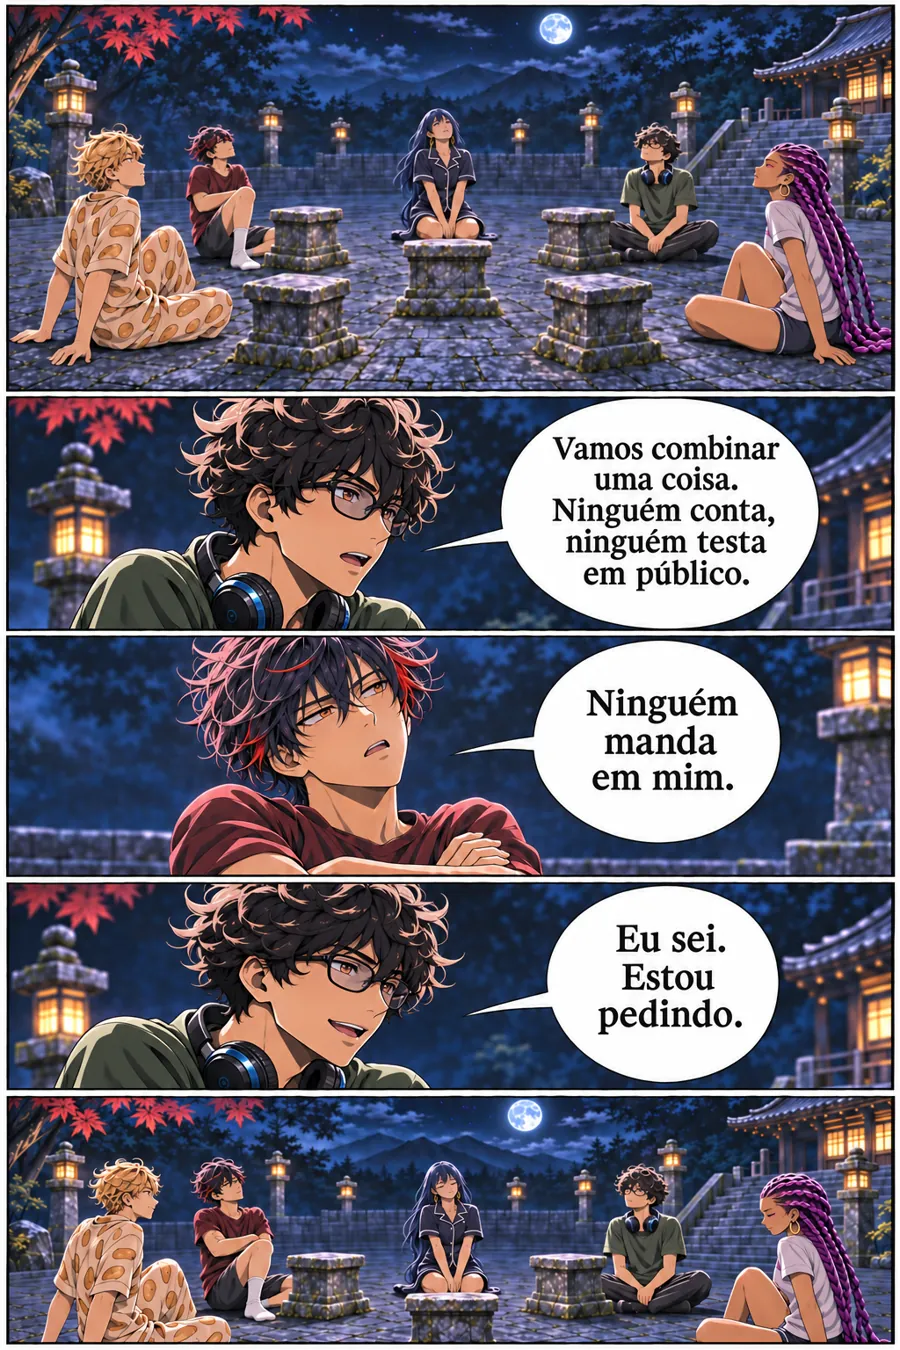 Vamos combinar
uma coisa.
Ninguém conta,
ninguém testa
em público.
Ninguém
manda
em mim.
Eu sei.
Estou
pedindo.